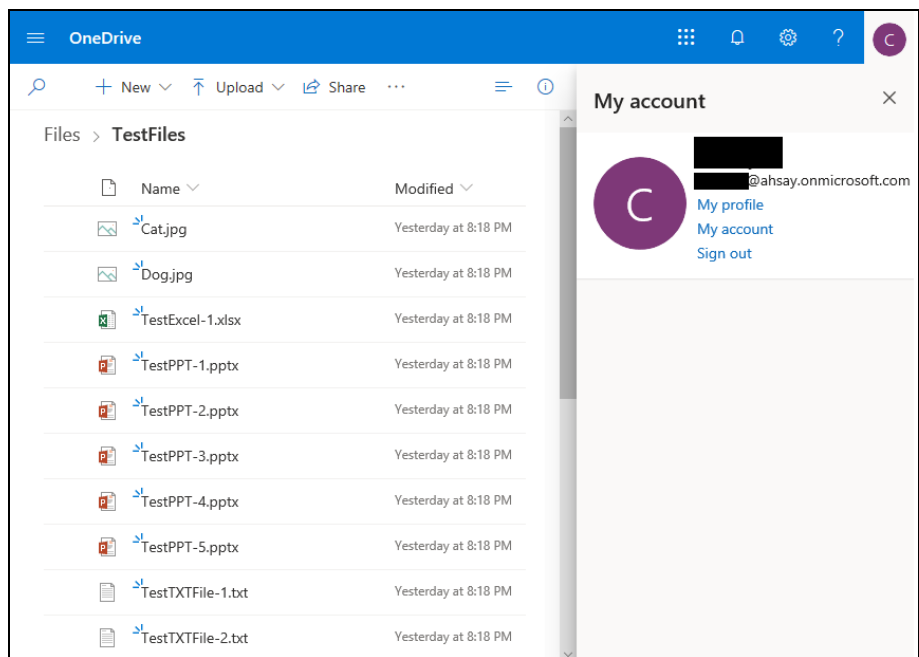 OneDrive
?
C
New
Upload
Share
...
My account
Files > TestFiles
Name
Modified
@ahsay.onmicrosoft.com
C
My profile
My account
Sign out
Cat.jpg
Yesterday at 8:18 PM
Dog.jpg
Yesterday at 8:18 PM
TestExcel-1.xlsx
Yesterday at 8:18 PM
TestPPT-1.pptx
Yesterday at 8:18 PM
TestPPT-2.pptx
Yesterday at 8:18 PM
TestPPT-3.pptx
Yesterday at 8:18 PM
TestPPT-4.pptx
Yesterday at 8:18 PM
TestPPT-5.pptx
Yesterday at 8:18 PM
TestTXTFile-1.txt
Yesterday at 8:18 PM
TestTXTFile-2.txt
Yesterday at 8:18 PM